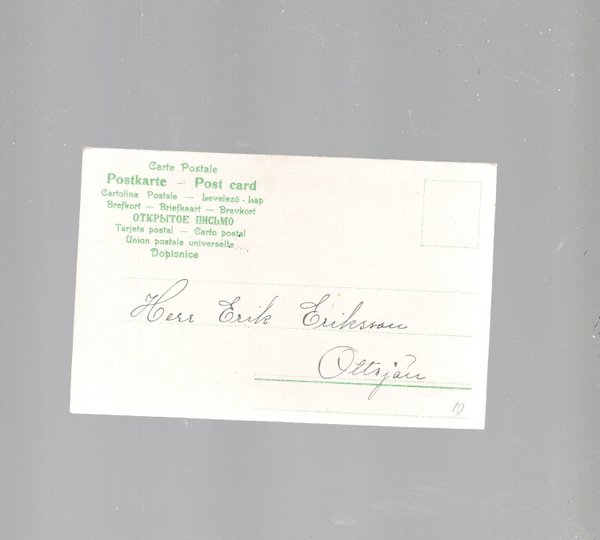 Carte Postale
Postkarte — Post card
Cartolina Postale — Levelező-Lap
Brefkort — Briefkaart — Brevkort
ОТКРЫТОЕ ПИСЬМО
Tarjeta postal — Carto postal
Union postale universelle
Dopisnice
Herr Erik Eriksson
Ottsjön
10